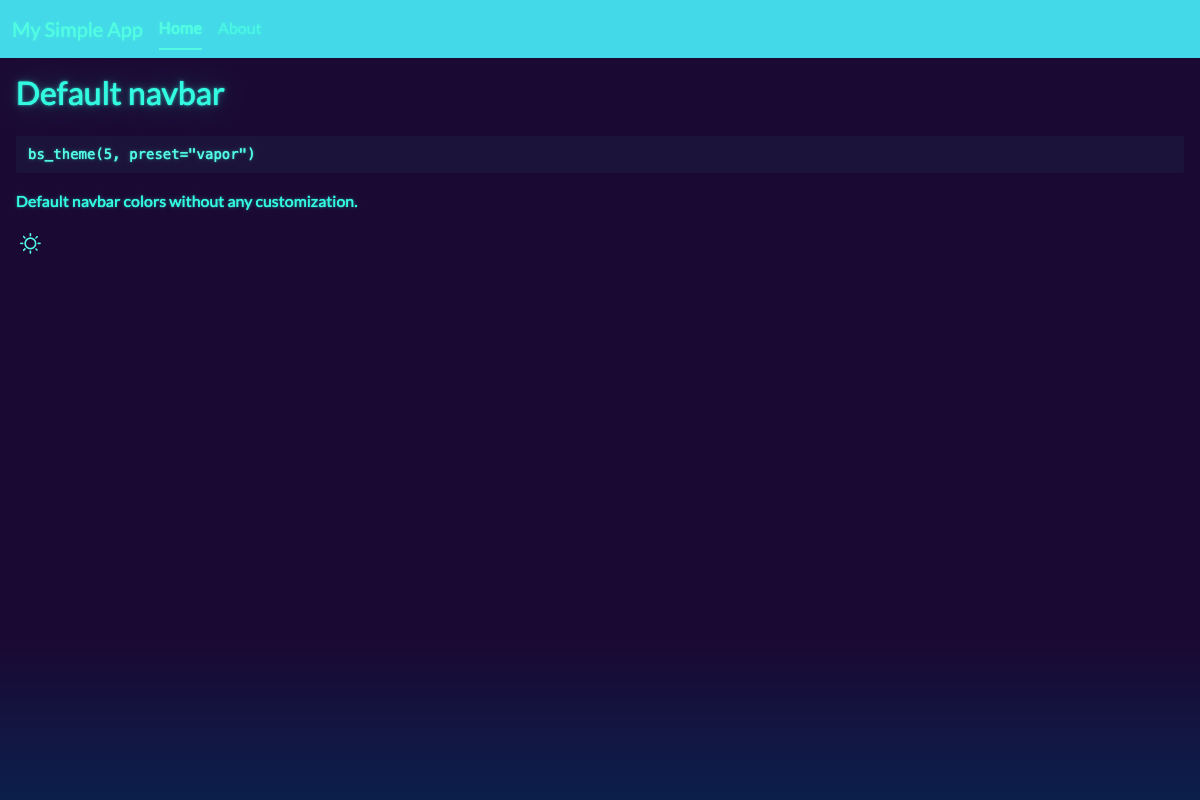 My Simple App Home About
Default navbar
bs_theme(5, preset="vapor")
Default navbar colors without any customization.